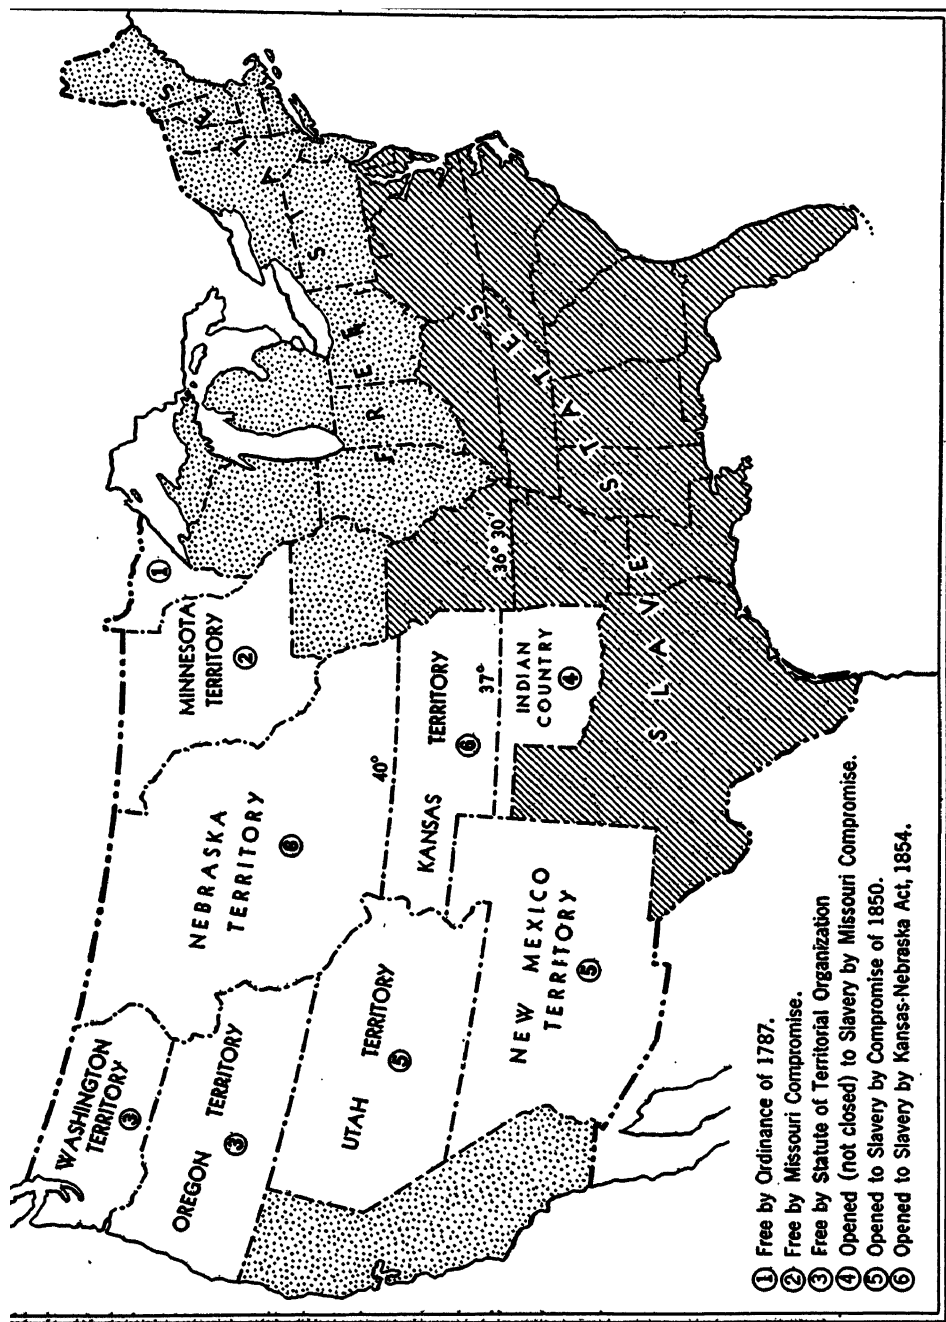 WASHINGTON
TERRITORY
③
OREGON TERRITORY
③
UTAH TERRITORY
⑤
NEBRASKA
TERRITORY
⑥
MINNESOTA
TERRITORY
②
①
KANSAS TERRITORY
⑥
NEW MEXICO
TERRITORY
⑤
INDIAN
COUNTRY
④
40°
37°
36° 30'
FREE STATES
SLAVE STATES
① Free by Ordinance of 1787.
② Free by Missouri Compromise.
③ Free by Statute of Territorial Organization
④ Opened (not closed) to Slavery by Missouri Compromise.
⑤ Opened to Slavery by Compromise of 1850.
⑥ Opened to Slavery by Kansas-Nebraska Act, 1854.